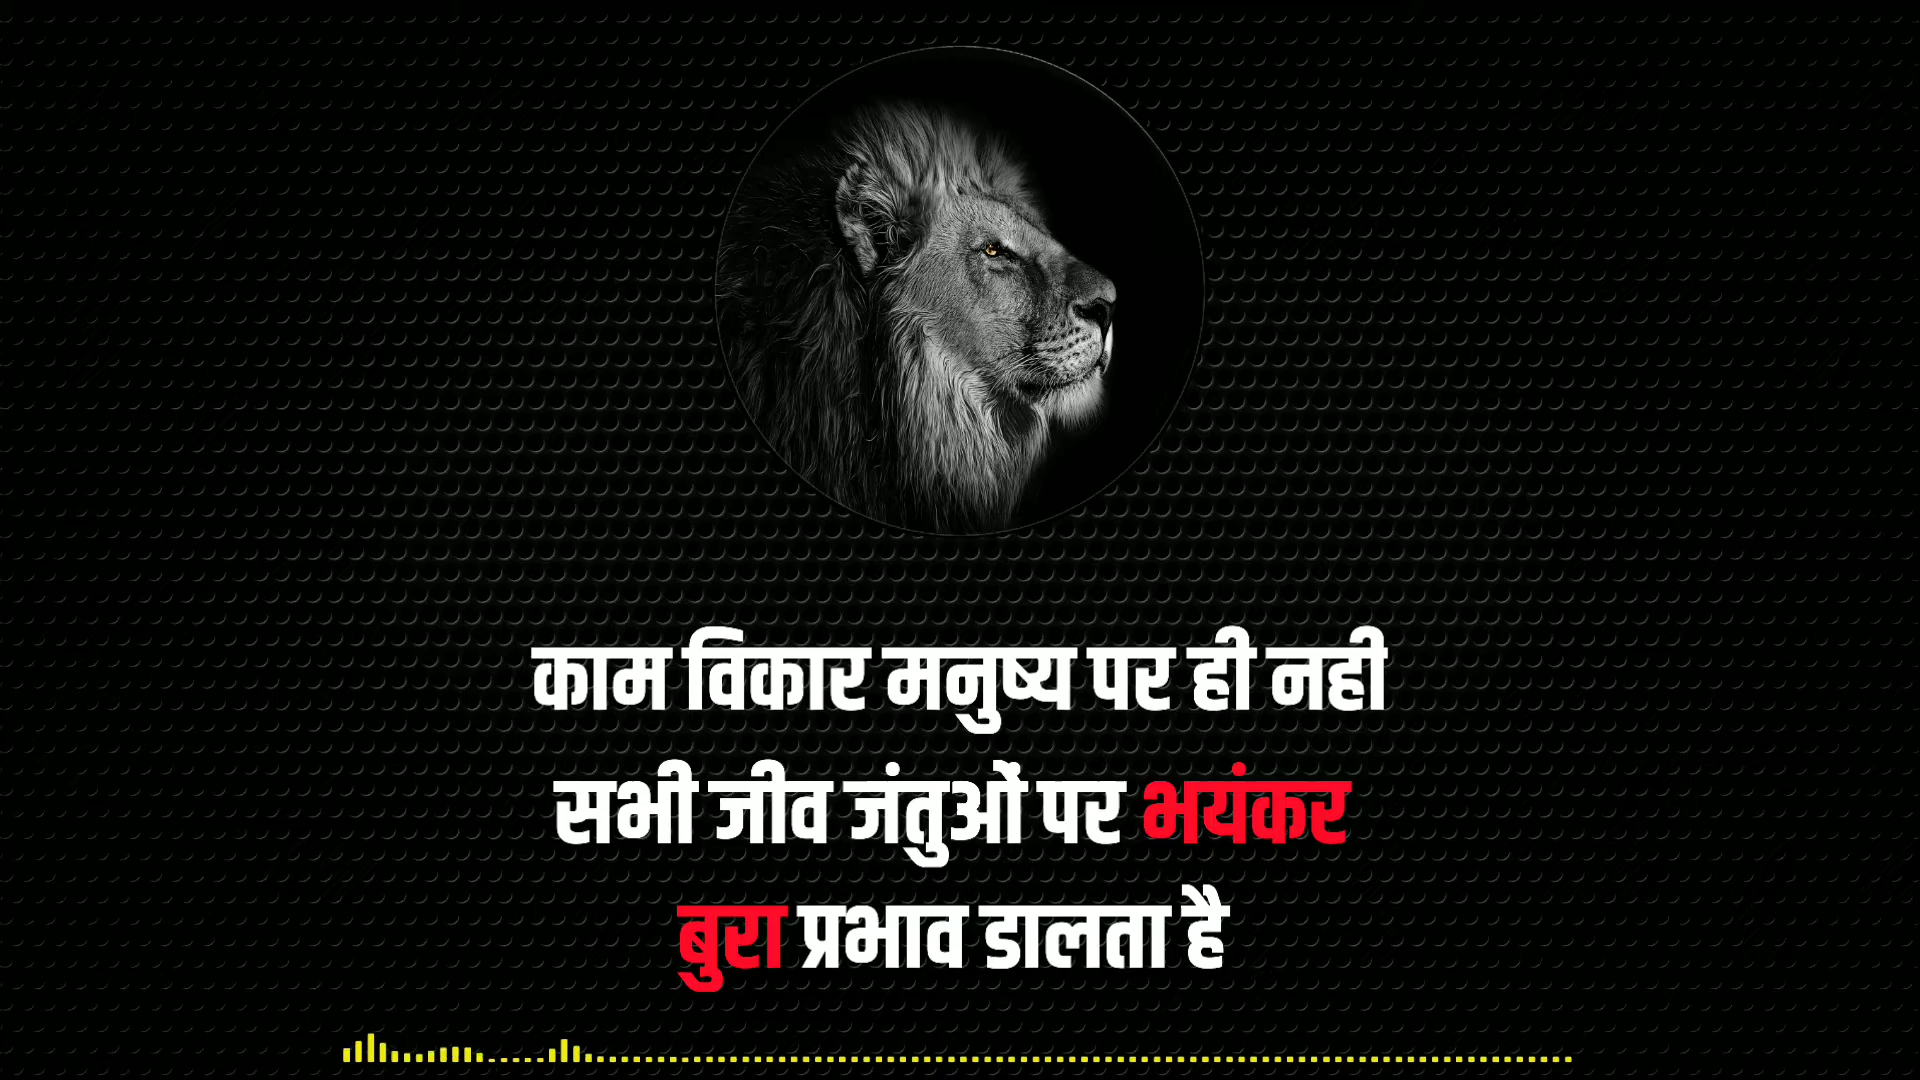 काम विकार मनुष्य पर ही नही
सभी जीव जंतुओं पर भयंकर
बुरा प्रभाव डालता है